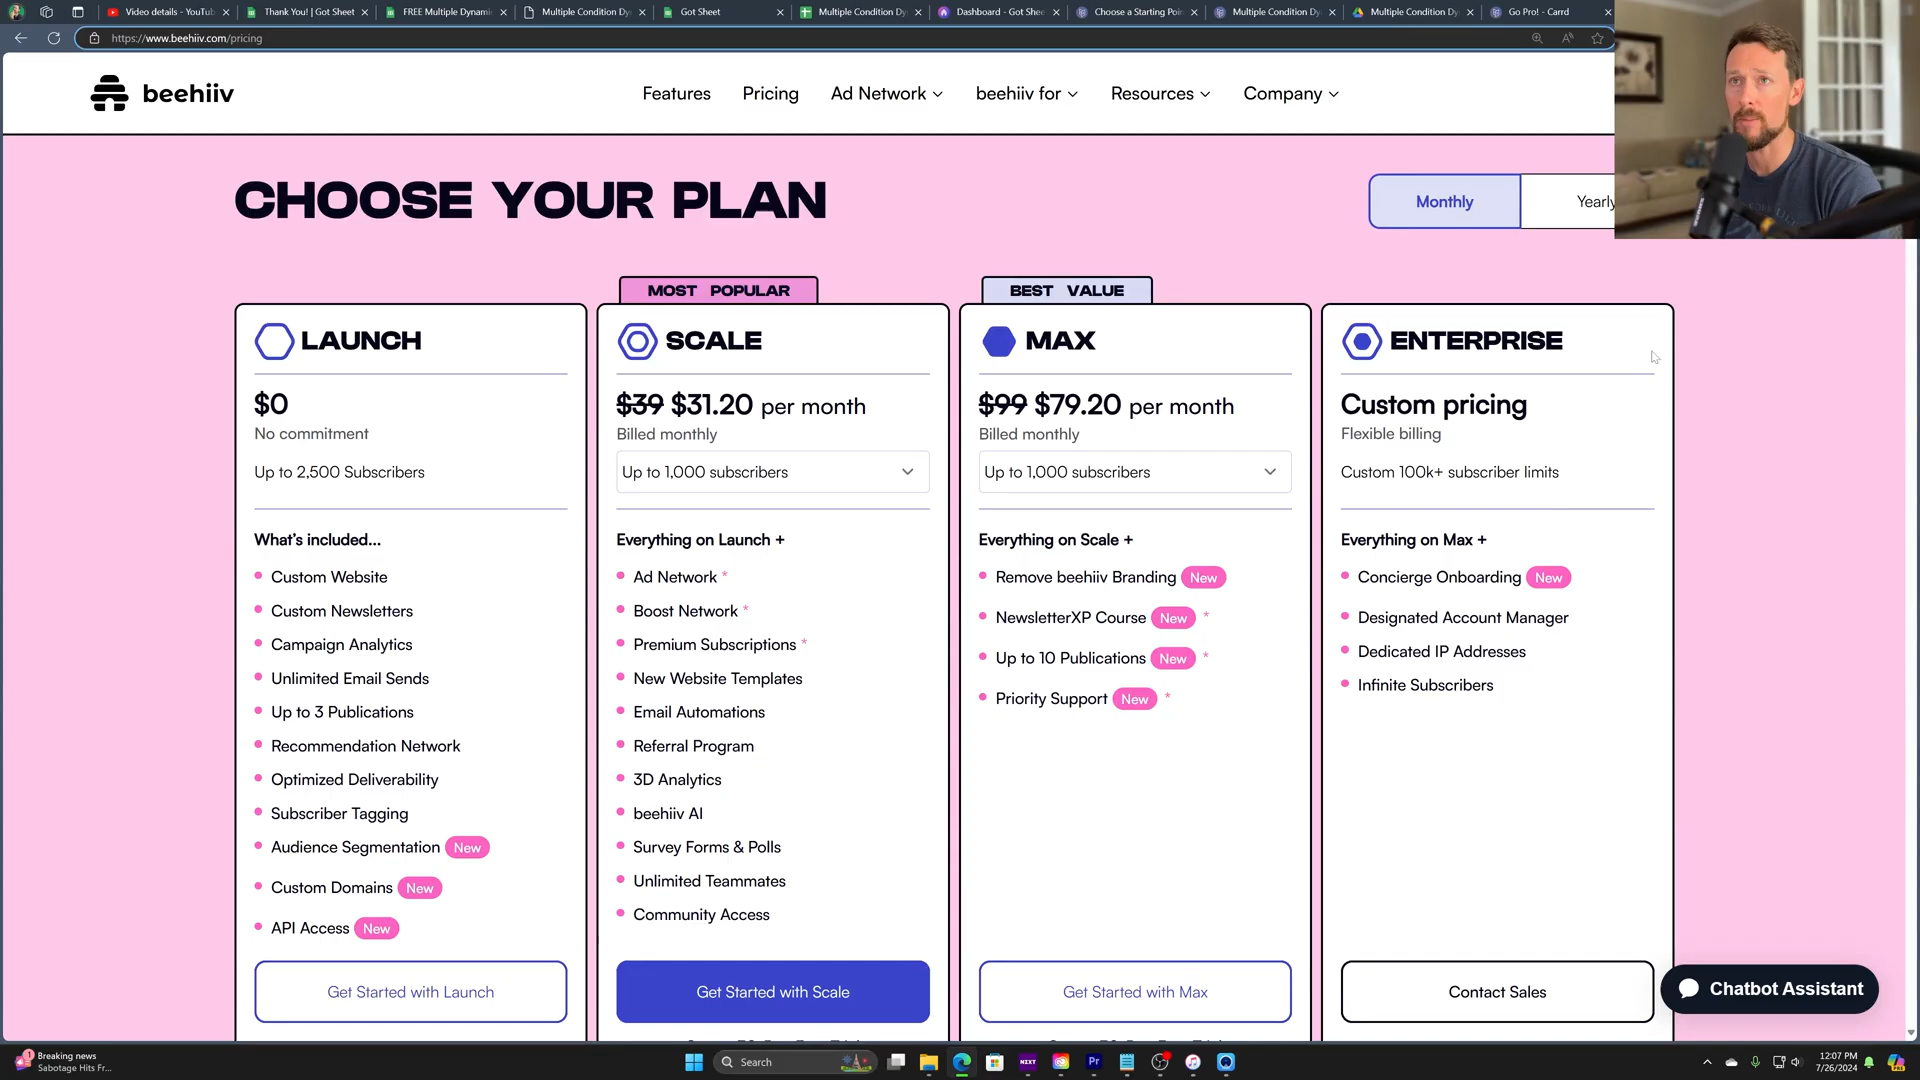 Video details - YouTub
Thank You! | Got Sheet
FREE Multiple Dynami
Multiple Condition Dy
Got Sheet
Multiple Condition Dy
Dashboard - Got Shee
Choose a Starting Poin
Multiple Condition Dy
Multiple Condition Dy
Go Pro! - Carrd
https://www.beehiiv.com/pricing
beehiiv
Features
Pricing
Ad Network
beehiiv for
Resources
Company
CHOOSE YOUR PLAN
Monthly
Yearly
LAUNCH
$0
No commitment
Up to 2,500 Subscribers
What's included...
Custom Website
Custom Newsletters
Campaign Analytics
Unlimited Email Sends
Up to 3 Publications
Recommendation Network
Optimized Deliverability
Subscriber Tagging
Audience Segmentation New
Custom Domains New
API Access New
Get Started with Launch
MOST POPULAR
SCALE
$39 $31.20 per month
Billed monthly
Up to 1,000 subscribers
Everything on Launch +
Ad Network *
Boost Network *
Premium Subscriptions *
New Website Templates
Email Automations
Referral Program
3D Analytics
beehiiv AI
Survey Forms & Polls
Unlimited Teammates
Community Access
Get Started with Scale
BEST VALUE
MAX
$99 $79.20 per month
Billed monthly
Up to 1,000 subscribers
Everything on Scale +
Remove beehiiv Branding New
NewsletterXP Course New *
Up to 10 Publications New *
Priority Support New *
Get Started with Max
ENTERPRISE
Custom pricing
Flexible billing
Custom 100k+ subscriber limits
Everything on Max +
Concierge Onboarding New
Designated Account Manager
Dedicated IP Addresses
Infinite Subscribers
Contact Sales
Chatbot Assistant
1
Breaking news
Sabotage Hits Fr...
Search
NZXT
Pr
12:07 PM
7/26/2024